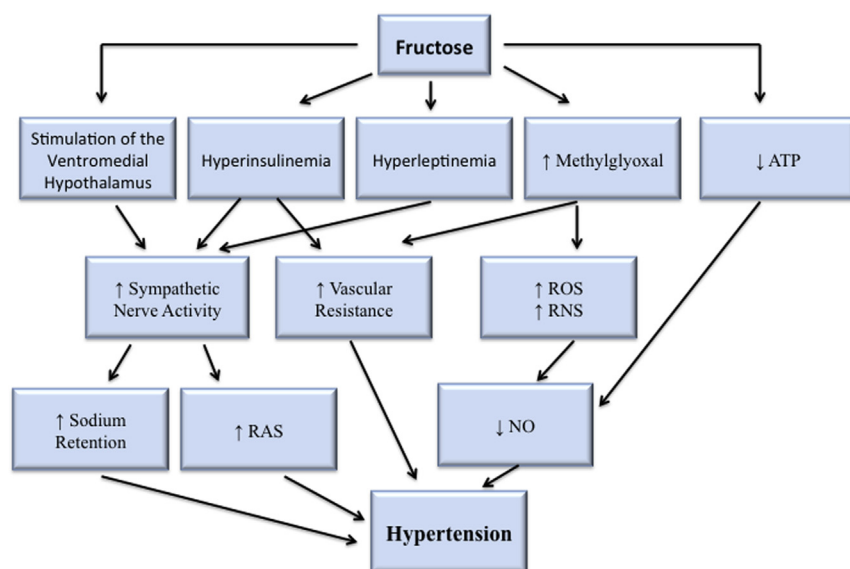 Fructose
Stimulation of the
Ventromedial
Hypothalamus
Hyperinsulinemia
Hyperleptinemia
↑ Methylglyoxal
↓ ATP
↑ Sympathetic
Nerve Activity
↑ Vascular
Resistance
↑ ROS
↑ RNS
↑ Sodium
Retention
↑ RAS
↓ NO
Hypertension